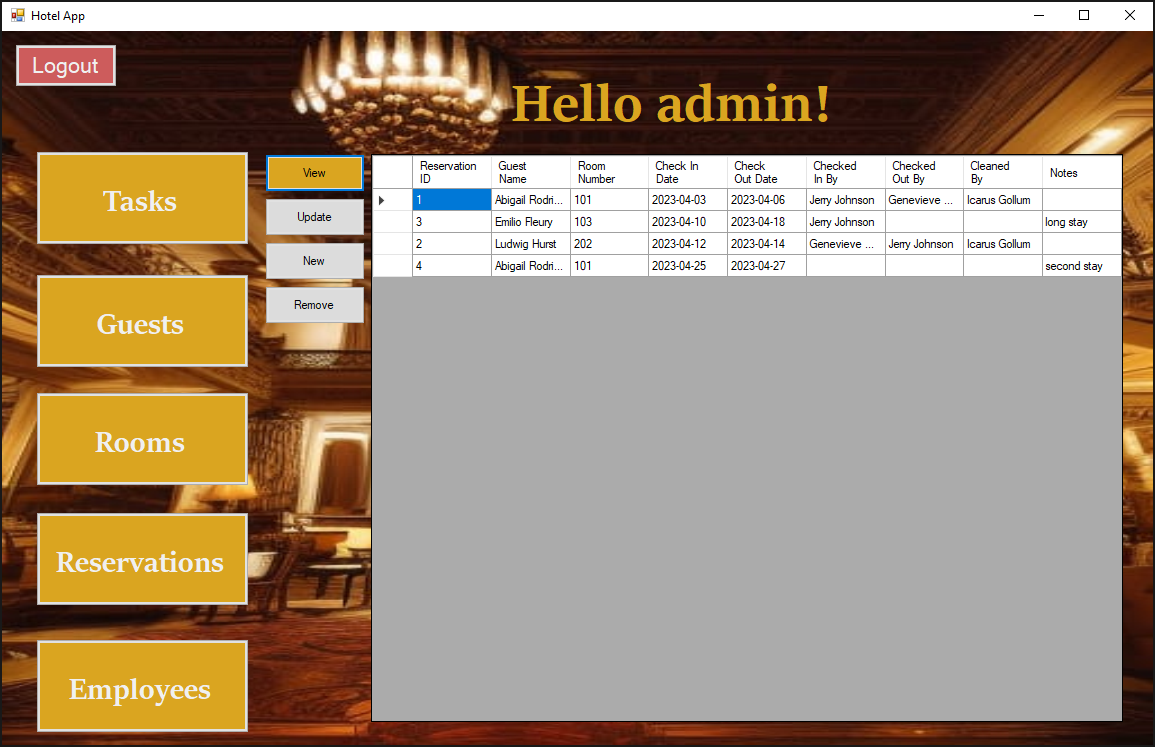 Hotel App
Logout
Hello admin!
Tasks
Guests
Rooms
Reservations
Employees
View
Update
New
Remove
Reservation ID Guest Name Room Number Check In Date Check Out Date Checked In By Checked Out By Cleaned By Notes
1 Abigail Rodri... 101 2023-04-03 2023-04-06 Jerry Johnson Genevieve ... Icarus Gollum
3 Emilio Fleury 103 2023-04-10 2023-04-18 Jerry Johnson long stay
2 Ludwig Hurst 202 2023-04-12 2023-04-14 Genevieve ... Jerry Johnson Icarus Gollum
4 Abigail Rodri... 101 2023-04-25 2023-04-27 second stay